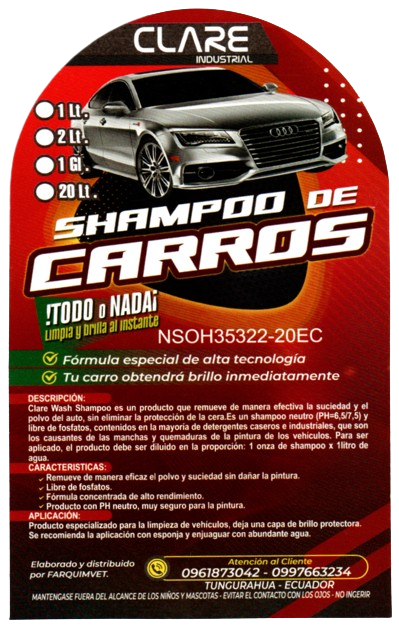 CLARE
INDUSTRIAL
1 Lt.
2 Lt.
1 Gl.
20 Lt.
SHAMPOO DE
CARROS
!TODO o NADA¡
Limpia y brilla al instante
NSOH35322-20EC
Fórmula especial de alta tecnología
Tu carro obtendrá brillo inmediatamente
DESCRIPCIÓN:
Clare Wash Shampoo es un producto que remueve de manera efectiva la suciedad y el
polvo del auto, sin eliminar la protección de la cera.Es un shampoo neutro (PH=6,5/7,5) y
libre de fosfatos, contenidos en la mayoria de detergentes caseros e industriales, que son
los causantes de las manchas y quemaduras de la pintura de los vehículos. Para ser
aplicado, el producto debe ser diluido en la proporción: 1 onza de shampoo x 1litro de
agua.
CARACTERISTICAS:
Remueve de manera eficaz el polvo y suciedad sin dañar la pintura.
Libre de fosfatos.
Fórmula concentrada de alto rendimiento.
Producto con PH neutro, muy seguro para la pintura.
APLICACIÓN:
Producto especializado para la limpieza de vehículos, deja una capa de brillo protectora.
Se recomienda la aplicación con esponja y enjuagar con abundante agua.
Elaborado y distribuido
por FARQUIMVET.
Atención al Cliente
0961873042 - 0997663234
TUNGURAHUA - ECUADOR
MANTENGASE FUERA DEL ALCANCE DE LOS NIÑOS Y MASCOTAS - EVITAR EL CONTACTO CON LOS OJOS - NO INGERIR